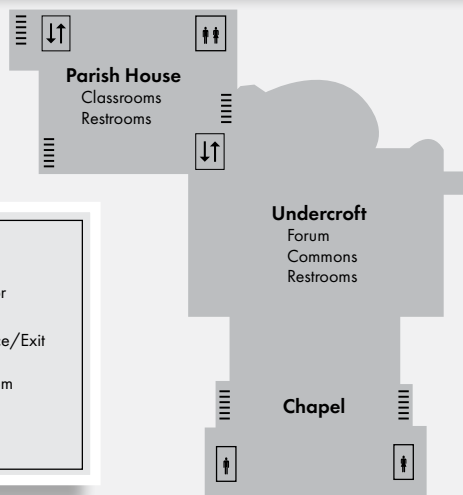 Parish House
Classrooms
Restrooms
Undercroft
Forum
Commons
Restrooms
/Exit
Chapel